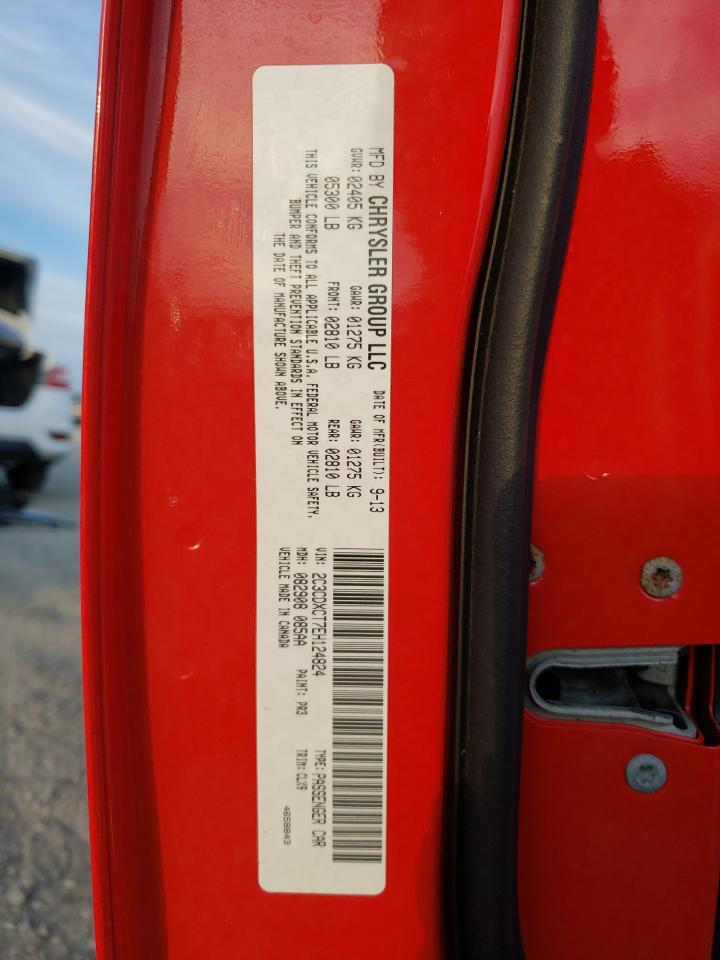 MFD BY CHRYSLER GROUP LLC DATE OF MFR(BUILT): 9-13
GVWR: 02405 KG GAWR: 01275 KG GAWR: 01275 KG
05300 LB FRONT: 02810 LB REAR: 02810 LB
THIS VEHICLE CONFORMS TO ALL APPLICABLE U.S.A. FEDERAL MOTOR VEHICLE SAFETY,
BUMPER AND THEFT PREVENTION STANDARDS IN EFFECT ON
THE DATE OF MANUFACTURE SHOWN ABOVE.
VIN: 2C3CDXCT7EH124824 TYPE: PASSENGER CAR
MDH: 082908 085AA PAINT: PR3 TRIM: CLX9
VEHICLE MADE IN CANADA 4658843